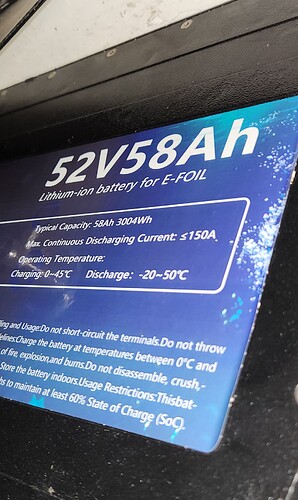 52V58Ah
Lithium-ion battery for E-FOIL
Typical Capacity: 58Ah 3004Wh
Max. Continuous Discharging Current: ≤150A
Operating Temperature:
Charging: 0~45℃ Discharge: -20~50℃
ling and Usage:Do not short-circuit the terminals.Do not throw
delines:Charge the battery at temperatures between 0°C and
of fire,explosion,and burns.Do not disassemble, crush,-
Store the battery indoors.Usage Restrictions:Thisbat-
hs to maintain at least 60% State of Charge (SoC).